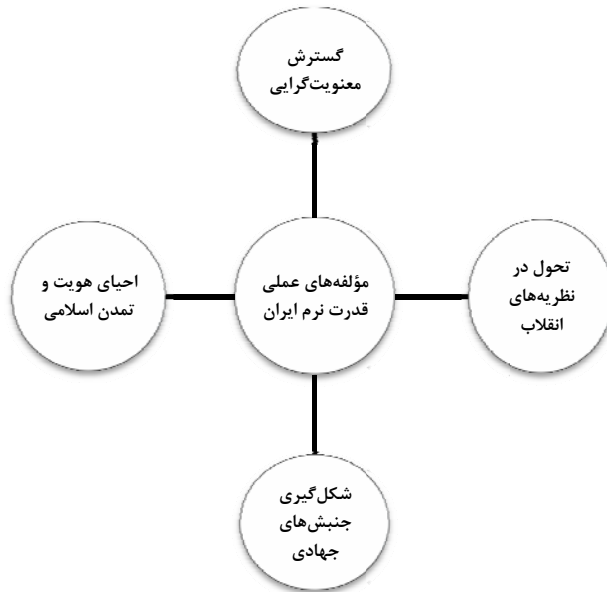 گسترش
معنویت‌گرایی
تحول در
نظریه‌های
انقلاب
مؤلفه‌های عملی
قدرت نرم ایران
احیای هویت و
تمدن اسلامی
شکل‌گیری
جنبش‌های
جهادی